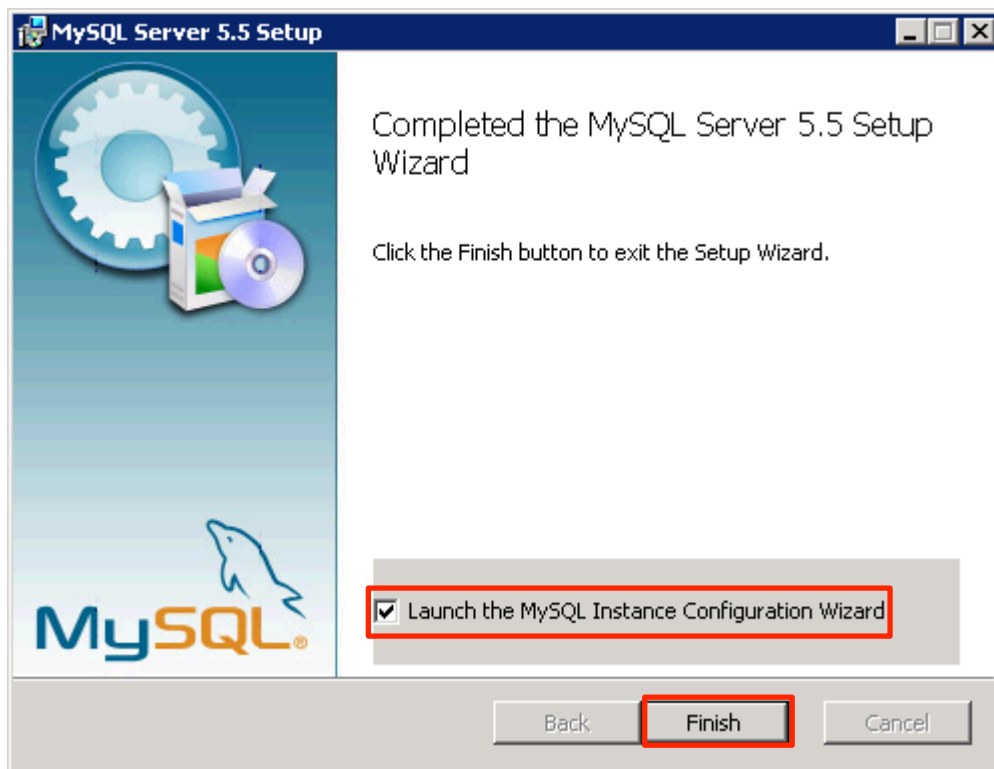 MySQL Server 5.5 Setup
Completed the MySQL Server 5.5 Setup
Wizard
Click the Finish button to exit the Setup Wizard.
MySQL®
Launch the MySQL Instance Configuration Wizard
Back
Finish
Cancel